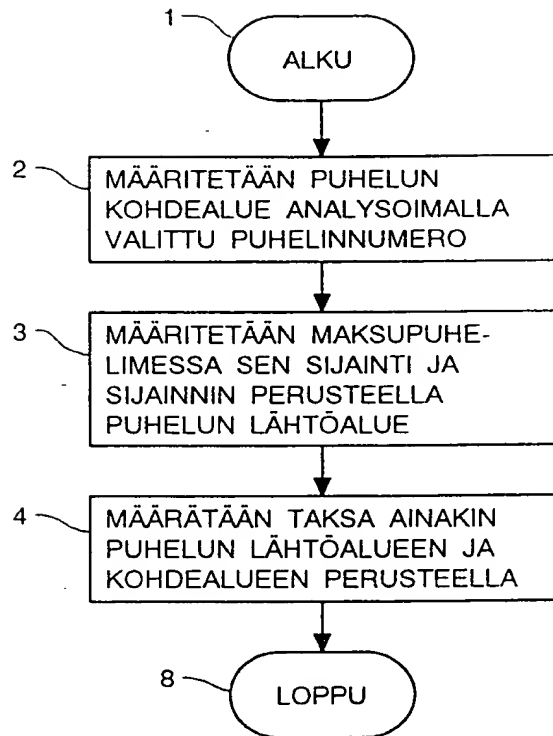 1
ALKU
2
MÄÄRITETÄÄN PUHELUN
KOHDEALUE ANALYSOIMALLA
VALITTU PUHELINNUMERO
3
MÄÄRITETÄÄN MAKSUPUHE-
LIMESSA SEN SIJAINTI JA
SIJAINNIN PERUSTEELLA
PUHELUN LÄHTÖALUE
4
MÄÄRÄTÄÄN TAKSA AINAKIN
PUHELUN LÄHTÖALUEEN JA
KOHDEALUEEN PERUSTEELLA
8
LOPPU